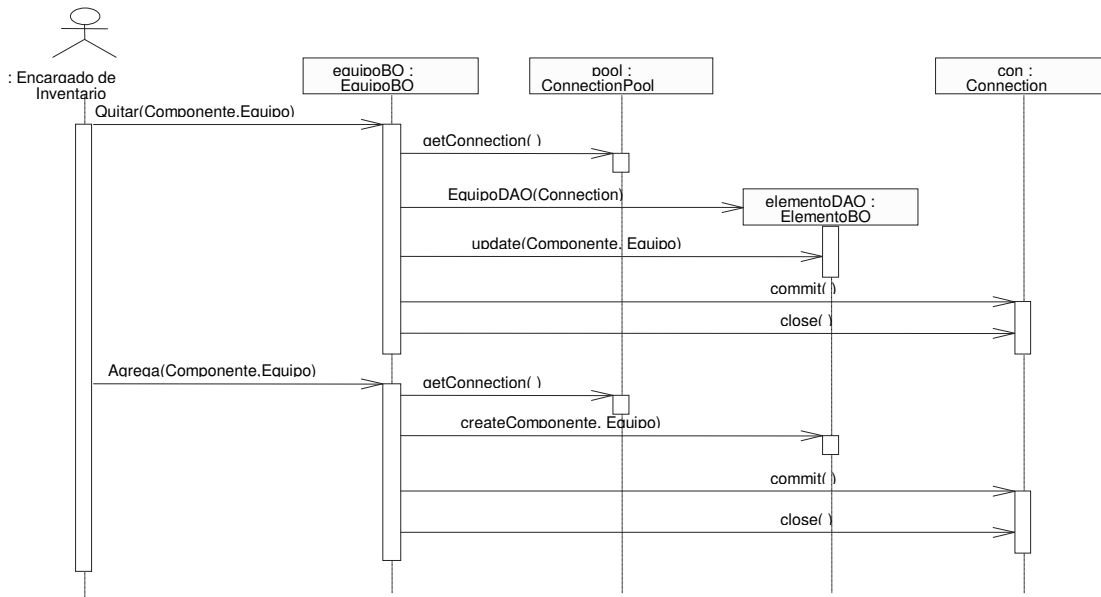 : Encargado de
Inventario
equipoBO :
EquipoBO
pool :
ConnectionPool
con :
Connection
Quitar(Componente,Equipo)
getConnection( )
EquipoDAO(Connection)
elementoDAO :
ElementoBO
update(Componente, Equipo)
commit( )
close( )
Agrega(Componente,Equipo)
getConnection( )
createComponente, Equipo)
commit( )
close( )